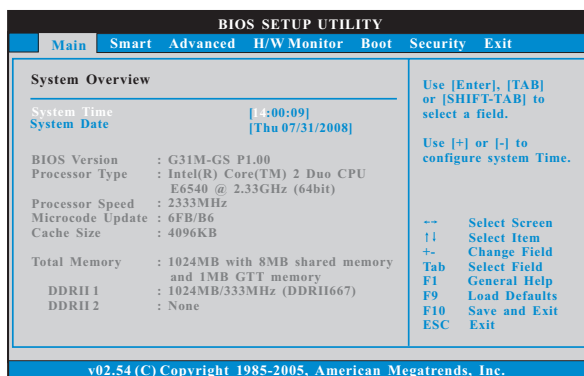 BIOS SETUP UTILITY
Main Smart Advanced H/W Monitor Boot Security Exit
System Overview
System Time [14:00:09]
System Date [Thu 07/31/2008]
BIOS Version : G31M-GS P1.00
Processor Type : Intel(R) Core(TM) 2 Duo CPU
E6540 @ 2.33GHz (64bit)
Processor Speed : 2333MHz
Microcode Update : 6FB/B6
Cache Size : 4096KB
Total Memory : 1024MB with 8MB shared memory
and 1MB GTT memory
DDRII 1 : 1024MB/333MHz (DDRII667)
DDRII 2 : None
Use [Enter], [TAB]
or [SHIFT-TAB] to
select a field.
Use [+] or [-] to
configure system Time.
←→ Select Screen
↑↓ Select Item
+- Change Field
Tab Select Field
F1 General Help
F9 Load Defaults
F10 Save and Exit
ESC Exit
v02.54 (C) Copyright 1985-2005, American Megatrends, Inc.